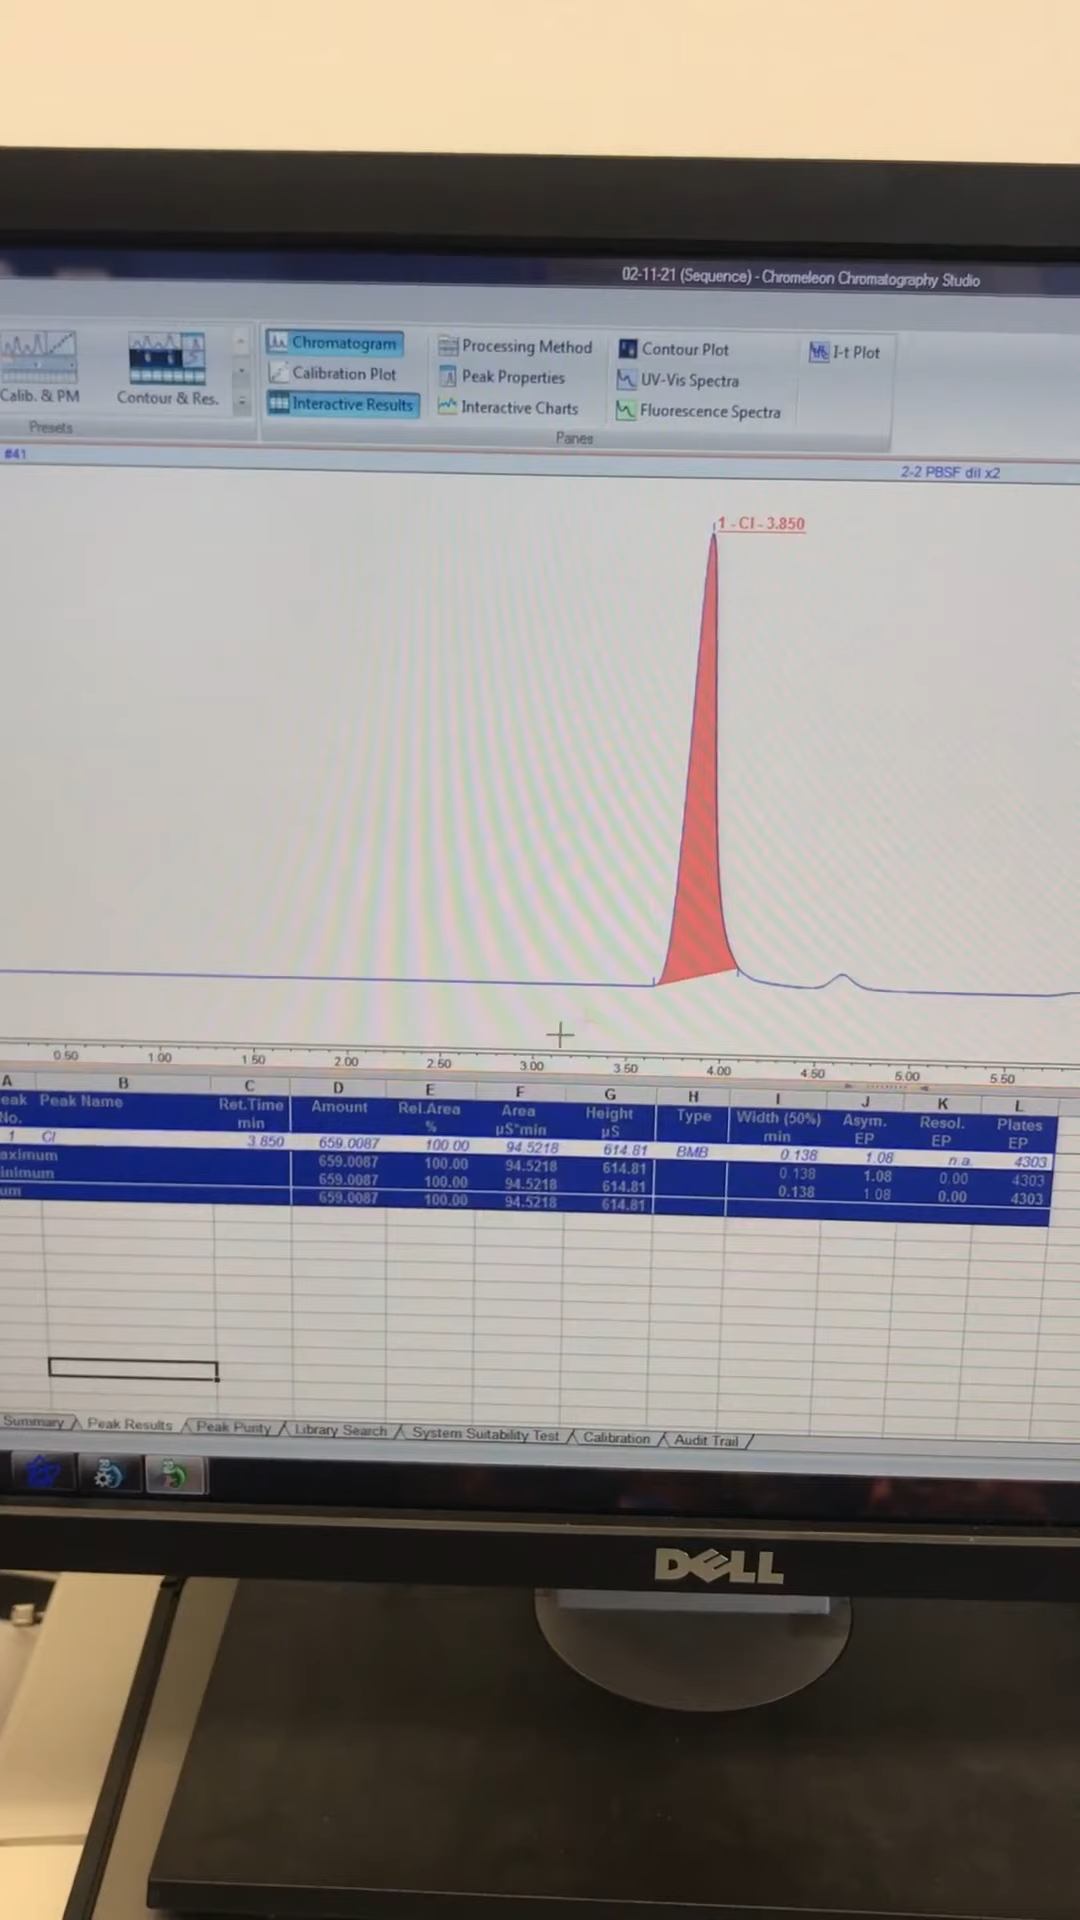 02-11-21 (Sequence) - Chromeleon Chromatography Studio
Chromatogram Processing Method Contour Plot I-t Plot
Calibration Plot Peak Properties UV-Vis Spectra
Calib. & PM Contour & Res. Interactive Results Interactive Charts Fluorescence Spectra
Presets Panes
#41 2-2 PBSF dil x2
1 - Cl - 3.850
0.50 1.00 1.50 2.00 2.50 3.00 3.50 4.00 4.50 5.00 5.50
A B C D E F G H I J K L
eak Peak Name Ret.Time Amount Rel.Area Area Height Type Width (50%) Asym. Resol. Plates
No. min % µS*min µS min EP EP EP
1 Cl 3.850 659.0087 100.00 94.5218 614.81 BMB 0.138 1.08 n.a. 4303
aximum 659.0087 100.00 94.5218 614.81 0.138 1.08 0.00 4303
inimum 659.0087 100.00 94.5218 614.81 0.138 1.08 0.00 4303
um 659.0087 100.00 94.5218 614.81
Summary Peak Results Peak Purity Library Search System Suitability Test Calibration Audit Trail
DELL